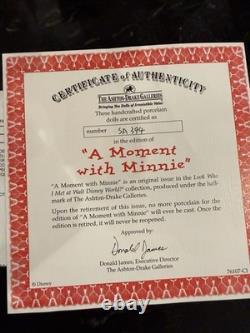 CERTIFICATE of AUTHENTICITY
THE ASHTON-DRAKE GALLERIES
Bringing You Dolls of Irresistible Value
These handcrafted porcelain
dolls are certified as
number SA 394
in the edition of
"A Moment
with Minnie"
"A Moment with Minnie" is an original issue in the Look Who
I Met at Walt Disney World! collection, produced under the hall-
mark of The Ashton-Drake Galleries.
Upon the retirement of this issue, no more porcelain for the
edition of "A Moment with Minnie" will ever be cast. Once the
edition is retired, it will never be reopened.
Approved by,
Donald James
Donald James, Executive Director
The Ashton-Drake Galleries
© Disney
76107-C1